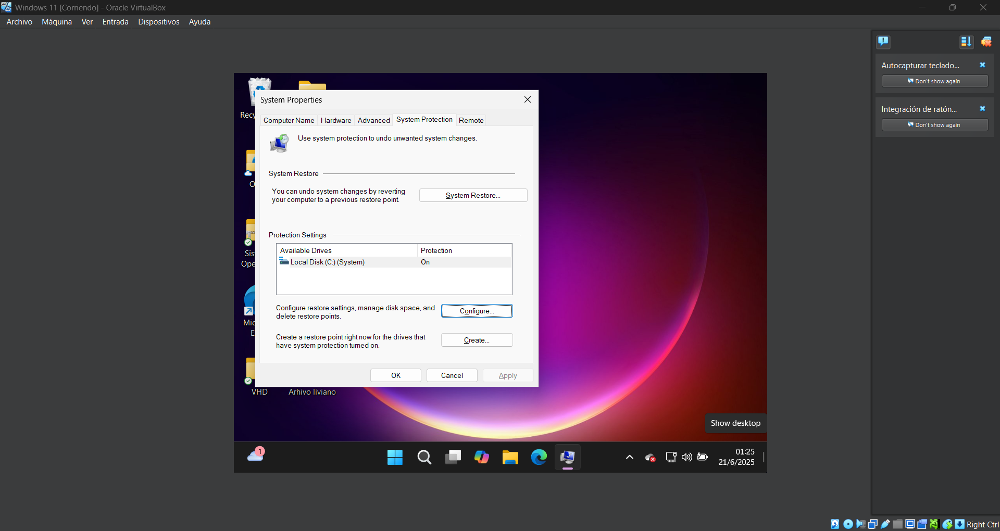 Windows 11 [Corriendo] - Oracle VirtualBox
Archivo Máquina Ver Entrada Dispositivos Ayuda
Autocapturar teclado...
Don't show again
Integración de ratón...
Don't show again
Recy
O
Sis
Ope
Mic
E
VHD
Arhivo liviano
System Properties
Computer Name Hardware Advanced System Protection Remote
Use system protection to undo unwanted system changes.
System Restore
You can undo system changes by reverting
your computer to a previous restore point.
System Restore...
Protection Settings
Available Drives Protection
Local Disk (C:) (System) On
Configure restore settings, manage disk space, and
delete restore points.
Configure...
Create a restore point right now for the drives that
have system protection turned on.
Create...
OK Cancel Apply
Show desktop
1
01:25
21/6/2025
Right Ctrl